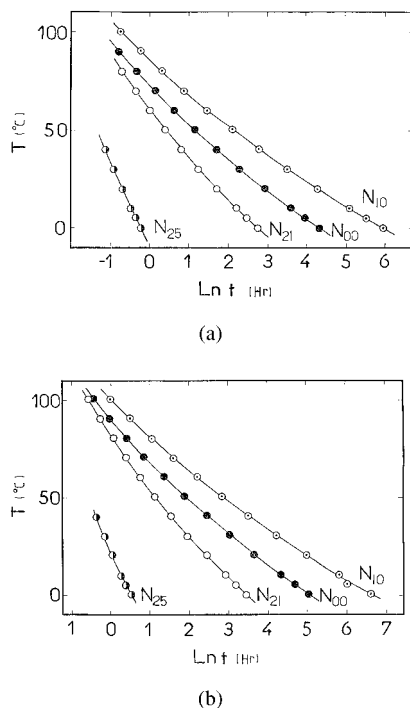 100
50
0
T (°C)
N25
N21
N00
N10
-1 0 1 2 3 4 5 6
Ln t (Hr)
(a)
100
50
0
T (°C)
N25
N21
N00
N10
1 0 1 2 3 4 5 6 7
Ln t (Hr)
(b)